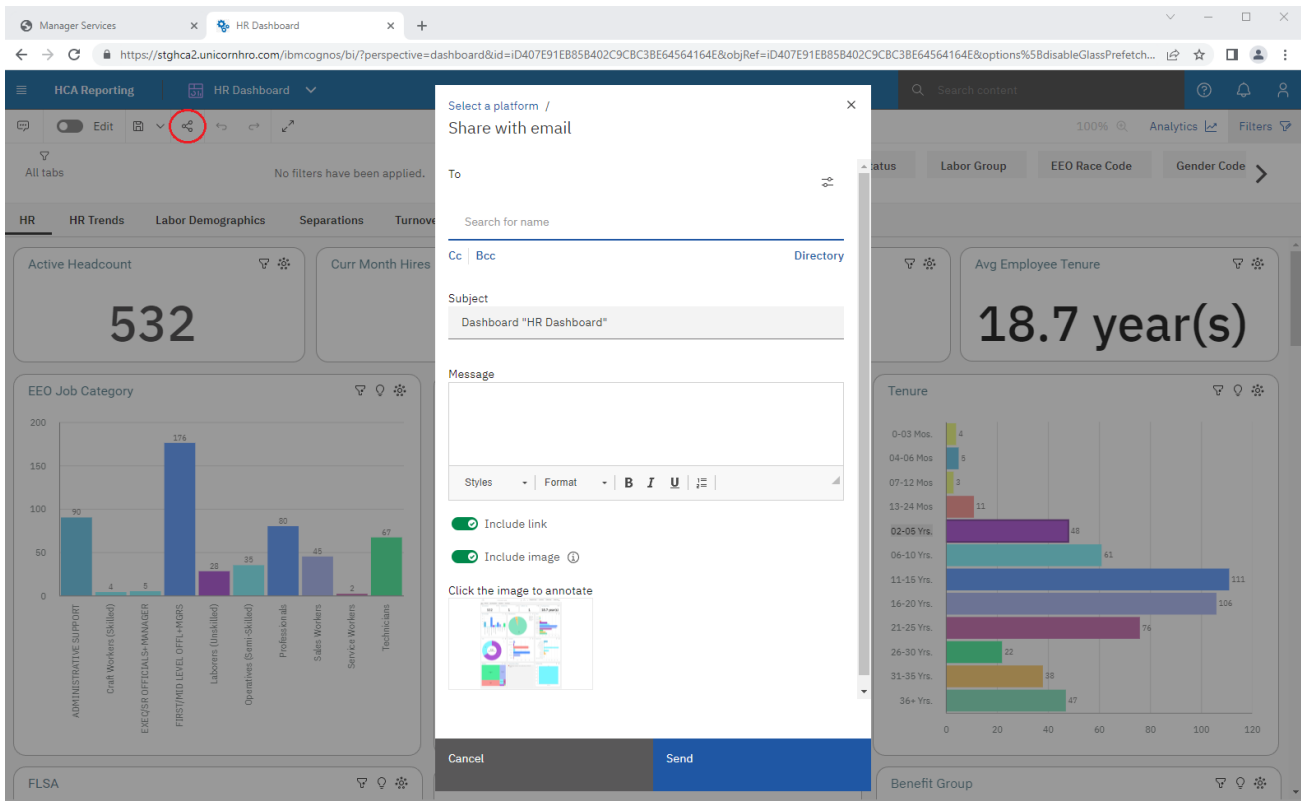 Manager Services
HR Dashboard
https://stghca2.unicornhro.com/ibmcognos/bi/?perspective=dashboard&id=iD407E91EB85B402C9CBC3BE64564164E&objRef=iD407E91EB85B402C9CBC3BE64564164E&options%5BdisableGlassPrefetch...
HCA Reporting
HR Dashboard
Search content
Edit
100%
Analytics
Filters
All tabs
No filters have been applied.
Labor Group
EEO Race Code
Gender Code
HR
HR Trends
Labor Demographics
Separations
Select a platform /
Share with email
To
Search for name
Cc
Bcc
Directory
Subject
Dashboard "HR Dashboard"
Message
Styles
Format
B I U
Include link
Include image
Click the image to annotate
Cancel
Send
Active Headcount
532
Curr Month Hires
Avg Employee Tenure
18.7 year(s)
EEO Job Category
200
150
100
50
0
90
4
5
176
28
35
80
45
2
67
ADMINISTRATIVE SUPPORT
Craft Workers (Skilled)
EXEC/SR OFFICIALS+MANAGER
FIRST/MID LEVEL OFFL+MGRS
Laborers (Unskilled)
Operatives (Semi-Skilled)
Professionals
Sales Workers
Service Workers
Technicians
Tenure
0-03 Mos. 4
04-06 Mos 5
07-12 Mos 3
13-24 Mos 11
02-05 Yrs. 48
06-10 Yrs. 61
11-15 Yrs. 111
16-20 Yrs. 106
21-25 Yrs. 76
26-30 Yrs. 22
31-35 Yrs. 38
36+ Yrs. 47
0 20 40 60 80 100 120
FLSA
Benefit Group